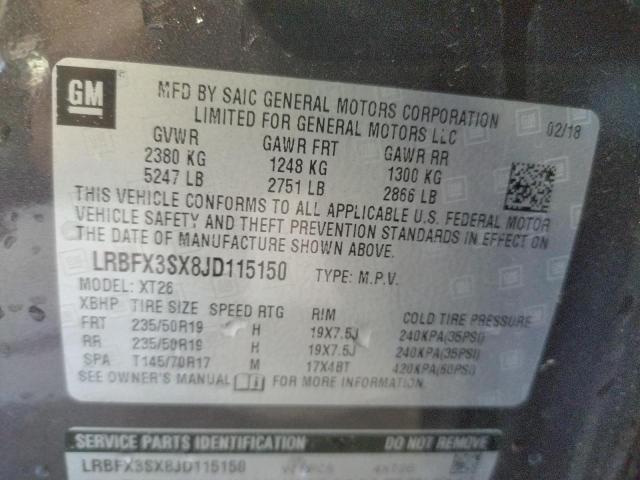 GM
MFD BY SAIC GENERAL MOTORS CORPORATION
LIMITED FOR GENERAL MOTORS LLC
02/18
GVWR GAWR FRT GAWR RR
2380 KG 1248 KG 1300 KG
5247 LB 2751 LB 2866 LB
THIS VEHICLE CONFORMS TO ALL APPLICABLE U.S. FEDERAL MOTOR
VEHICLE SAFETY AND THEFT PREVENTION STANDARDS IN EFFECT ON
THE DATE OF MANUFACTURE SHOWN ABOVE.
LRBFX3SX8JD115150 TYPE: M.P.V.
MODEL: XT26
XBHP TIRE SIZE SPEED RTG RIM COLD TIRE PRESSURE
FRT 235/50R19 H 19X7.5J 240KPA(35PSI)
RR 235/50R19 H 19X7.5J 240KPA(35PSI)
SPA T145/70R17 M 17X4BT 420KPA(60PSI)
SEE OWNER'S MANUAL FOR MORE INFORMATION.
SERVICE PARTS IDENTIFICATION DO NOT REMOVE
LRBFX3SX8JD115150